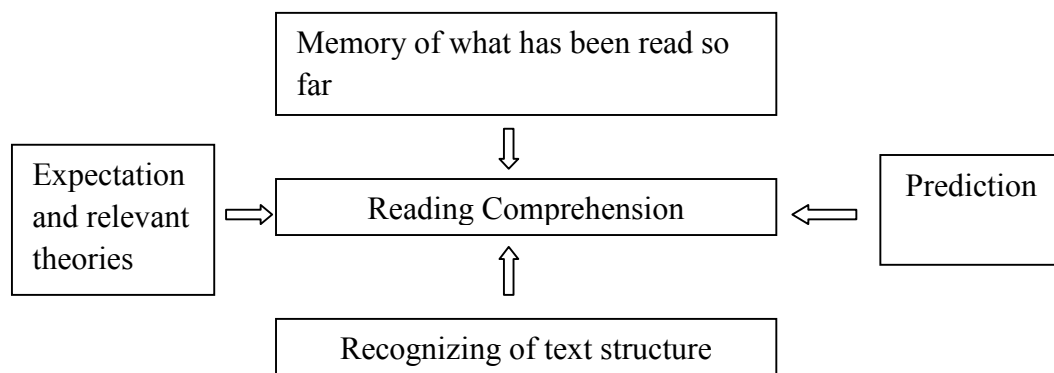 Memory of what has been read so
far
Expectation
and relevant
theories
Reading Comprehension
Prediction
Recognizing of text structure